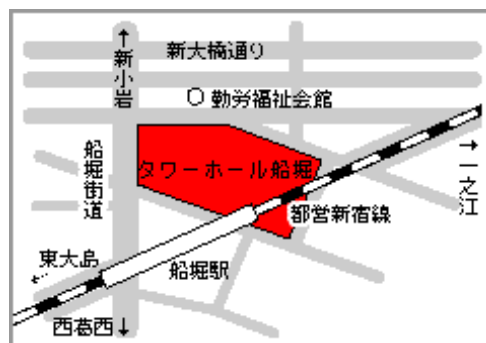 ↑新小岩
新大橋通り
○勤労福祉会館
船堀街道
タワーホール船堀
→一之江
都営新宿線
東大島
←
船堀駅
西葛西↓